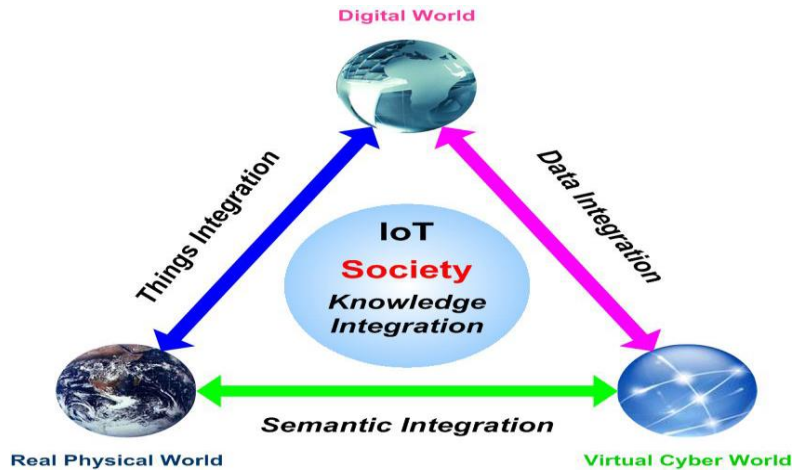 Digital World
Things Integration
Data Integration
IoT
Society
Knowledge
Integration
Semantic Integration
Real Physical World
Virtual Cyber World